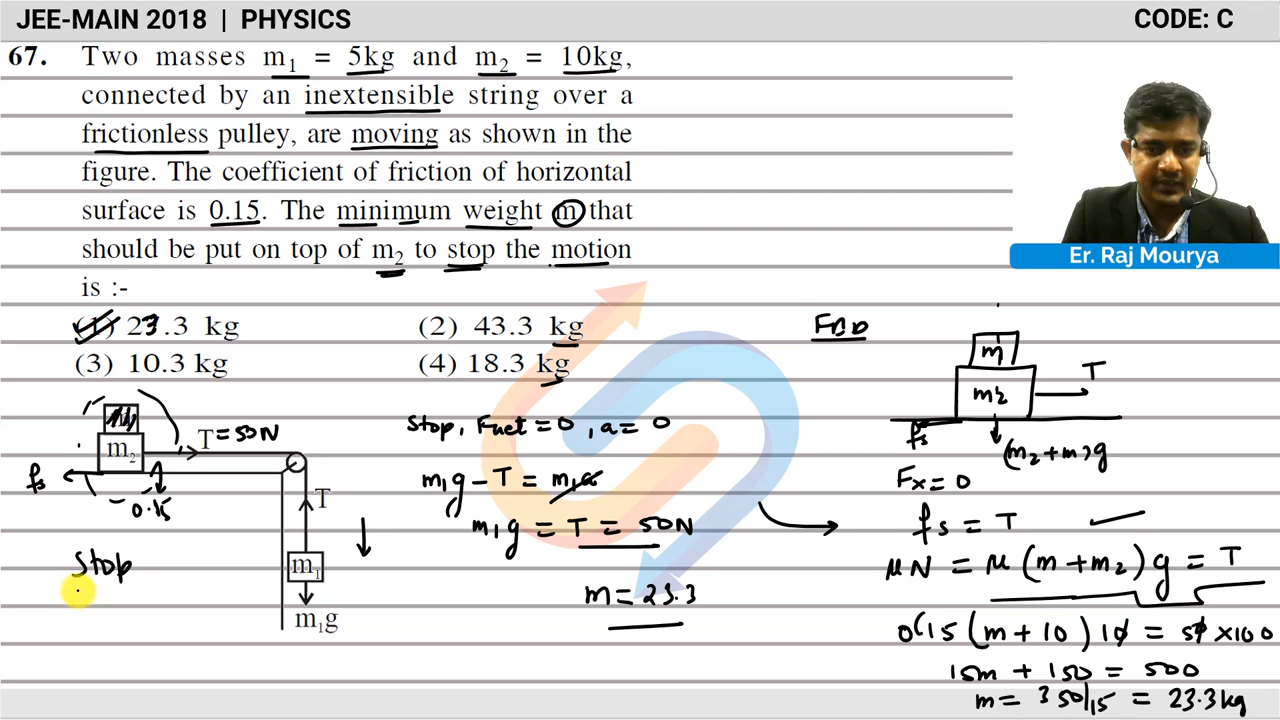 JEE-MAIN 2018 | PHYSICS
CODE: C
67. Two masses m₁ = 5kg and m₂ = 10kg,
connected by an inextensible string over a
frictionless pulley, are moving as shown in the
figure. The coefficient of friction of horizontal
surface is 0.15. The minimum weight m that
should be put on top of m₂ to stop the motion
is :-
(1) 23.3 kg
(2) 43.3 kg
(3) 10.3 kg
(4) 18.3 kg
Er. Raj Mourya
FBD
m
m2
T
fs
(m2+m)g
m₂
T = 50N
fs
0.15
T
m₁
m₁g
Stop
Stop, Fnet = 0, a = 0
m₁g - T = m₁a
m₁g = T = 50N
m = 23.3
Fx = 0
fs = T
μN = μ(m+m₂)g = T
0.15(m+10)10 = 50×100
15m + 150 = 500
m = 350/15 = 23.3kg